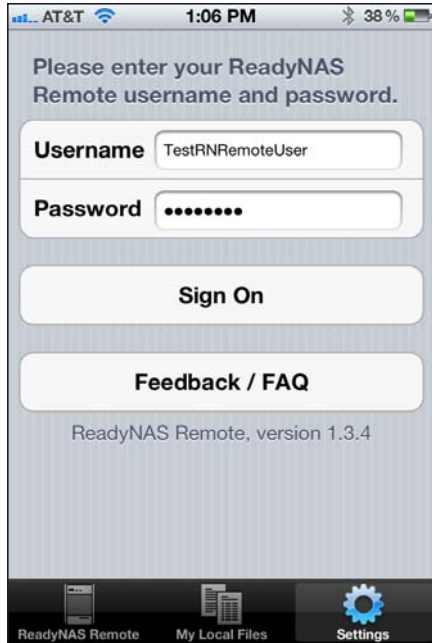 AT&T 1:06 PM 38%
Please enter your ReadyNAS
Remote username and password.
Username TestRNRemoteUser
Password ••••••••
Sign On
Feedback / FAQ
ReadyNAS Remote, version 1.3.4
ReadyNAS Remote My Local Files Settings